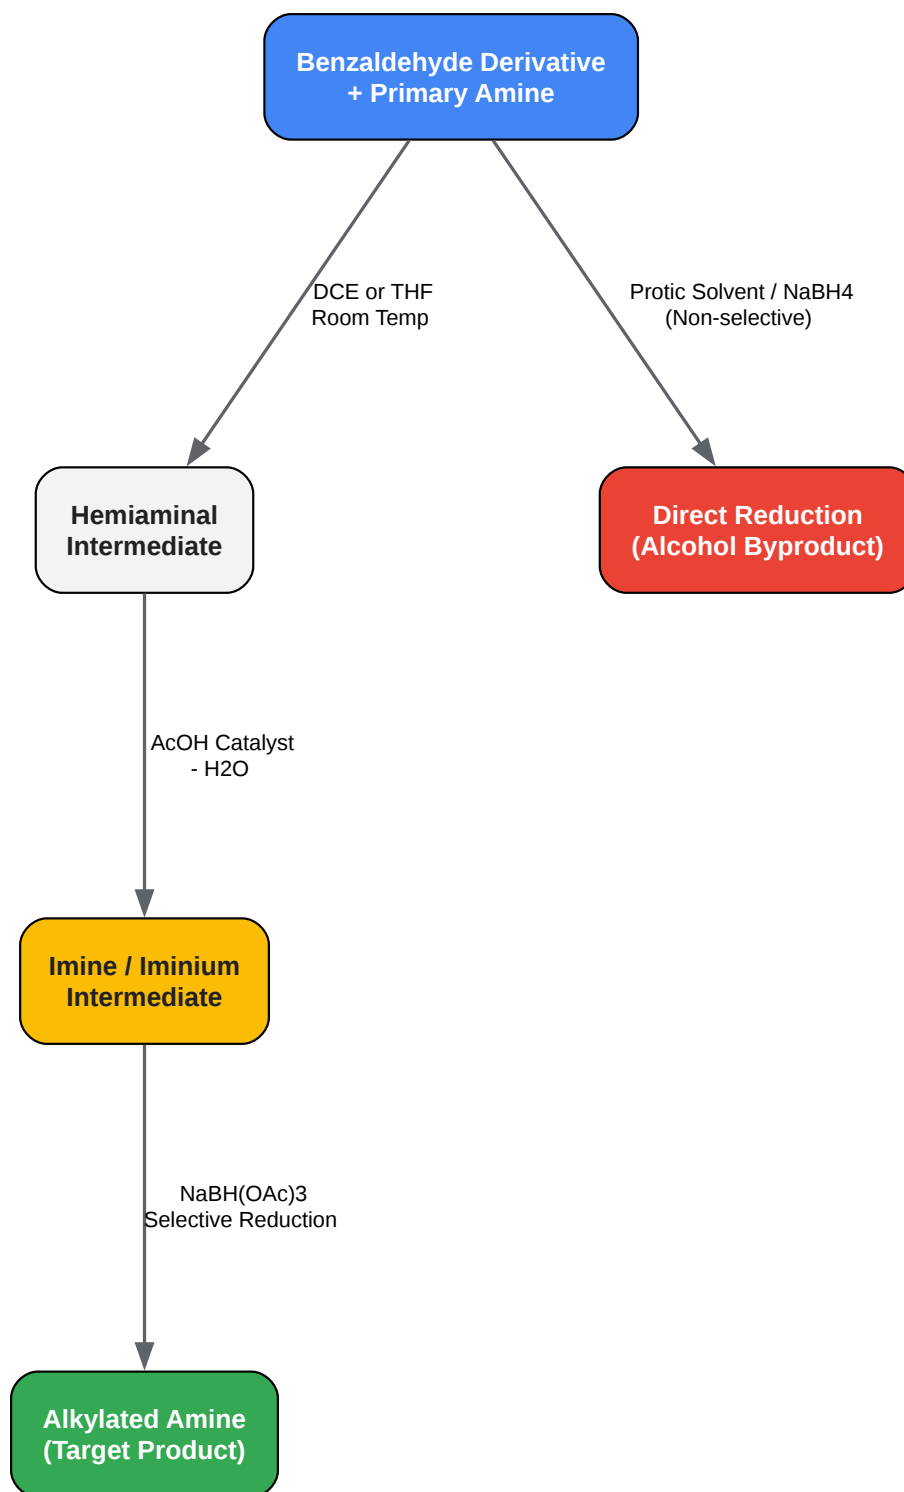 Benzaldehyde Derivative
+ Primary Amine
DCE or THF
Room Temp
Protic Solvent / NaBH4
(Non-selective)
Hemiaminal
Intermediate
Direct Reduction
(Alcohol Byproduct)
AcOH Catalyst
- H2O
Imine / Iminium
Intermediate
NaBH(OAc)3
Selective Reduction
Alkylated Amine
(Target Product)